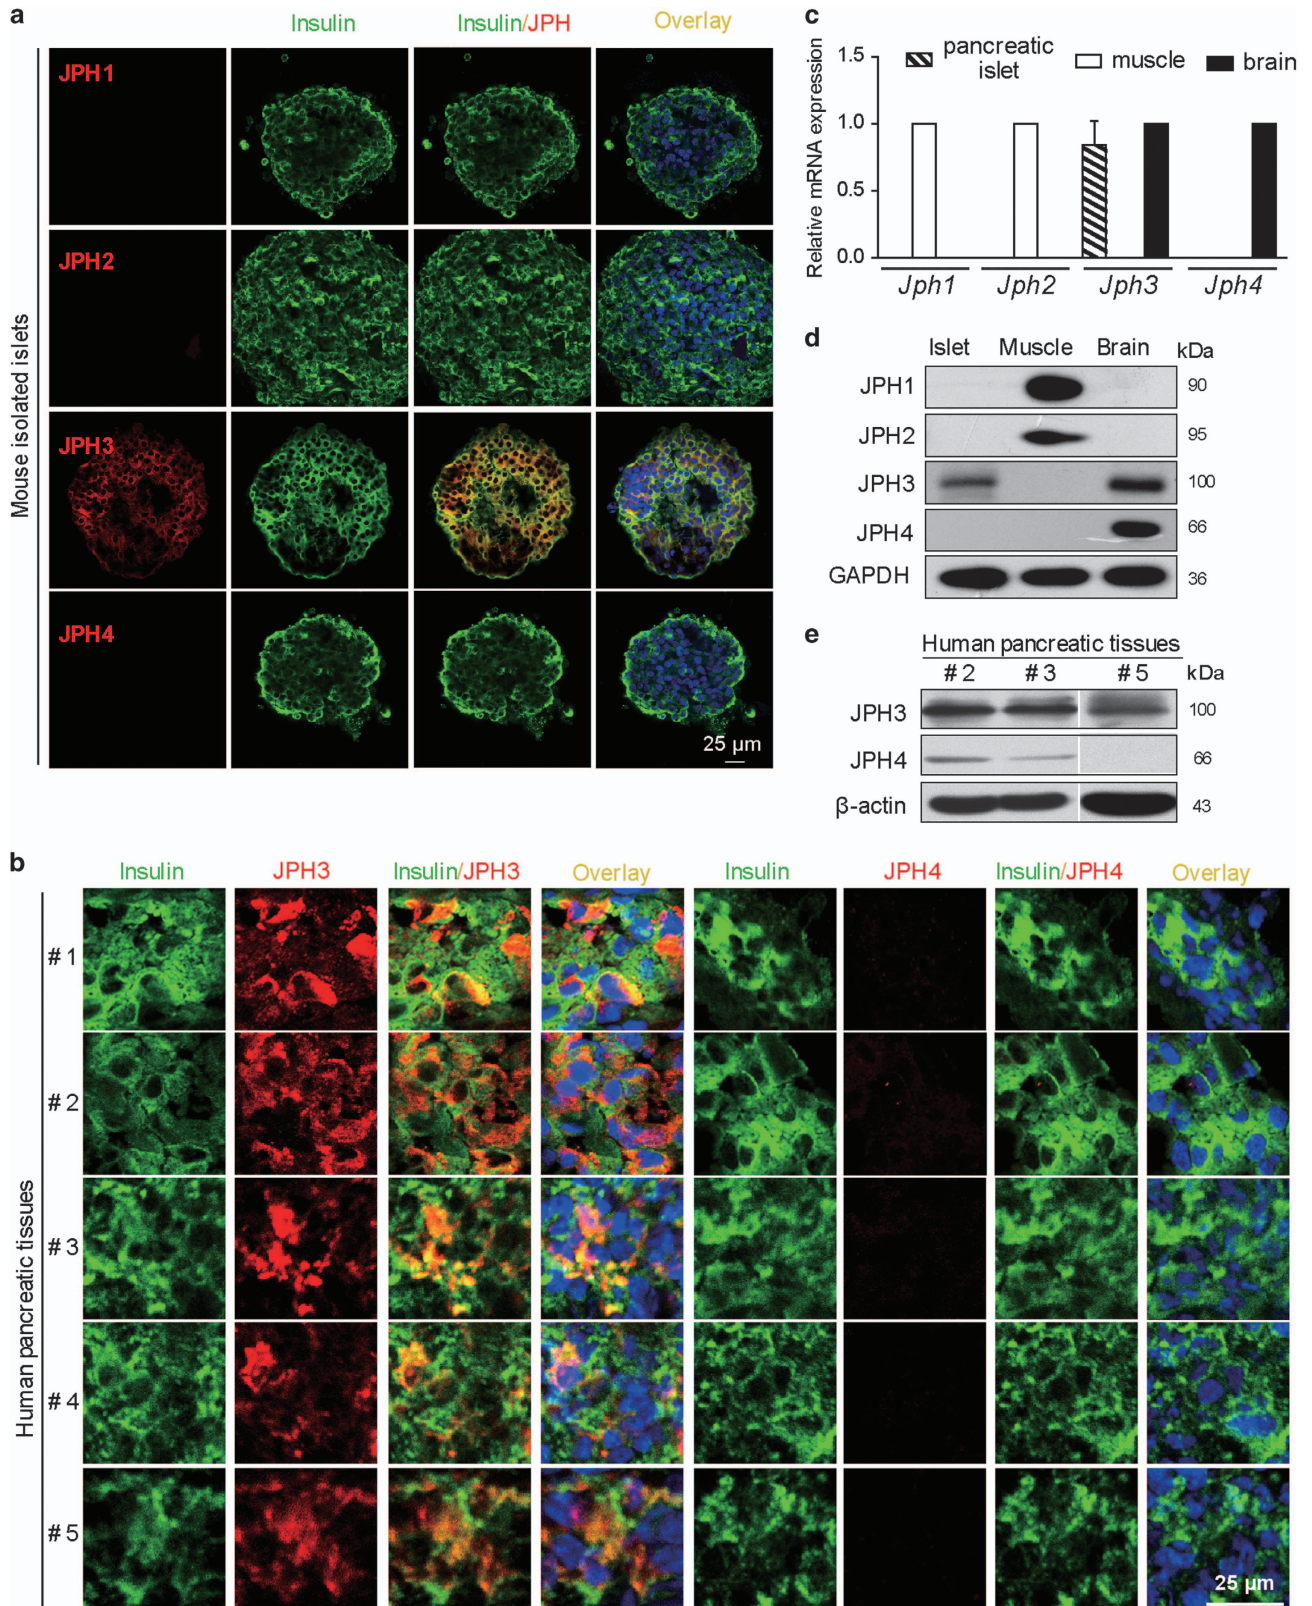 a
Insulin
Insulin/JPH
Overlay
Mouse isolated islets
JPH1
JPH2
JPH3
JPH4
25 µm
c
Relative mRNA expression
1.5
1.0
0.5
0.0
pancreatic
islet
muscle
brain
Jph1
Jph2
Jph3
Jph4
d
Islet
Muscle
Brain
kDa
JPH1
90
JPH2
95
JPH3
100
JPH4
66
GAPDH
36
e
Human pancreatic tissues
#2
#3
#5
kDa
JPH3
100
JPH4
66
β-actin
43
b
Insulin
JPH3
Insulin/JPH3
Overlay
Insulin
JPH4
Insulin/JPH4
Overlay
Human pancreatic tissues
#1
#2
#3
#4
#5
25 µm